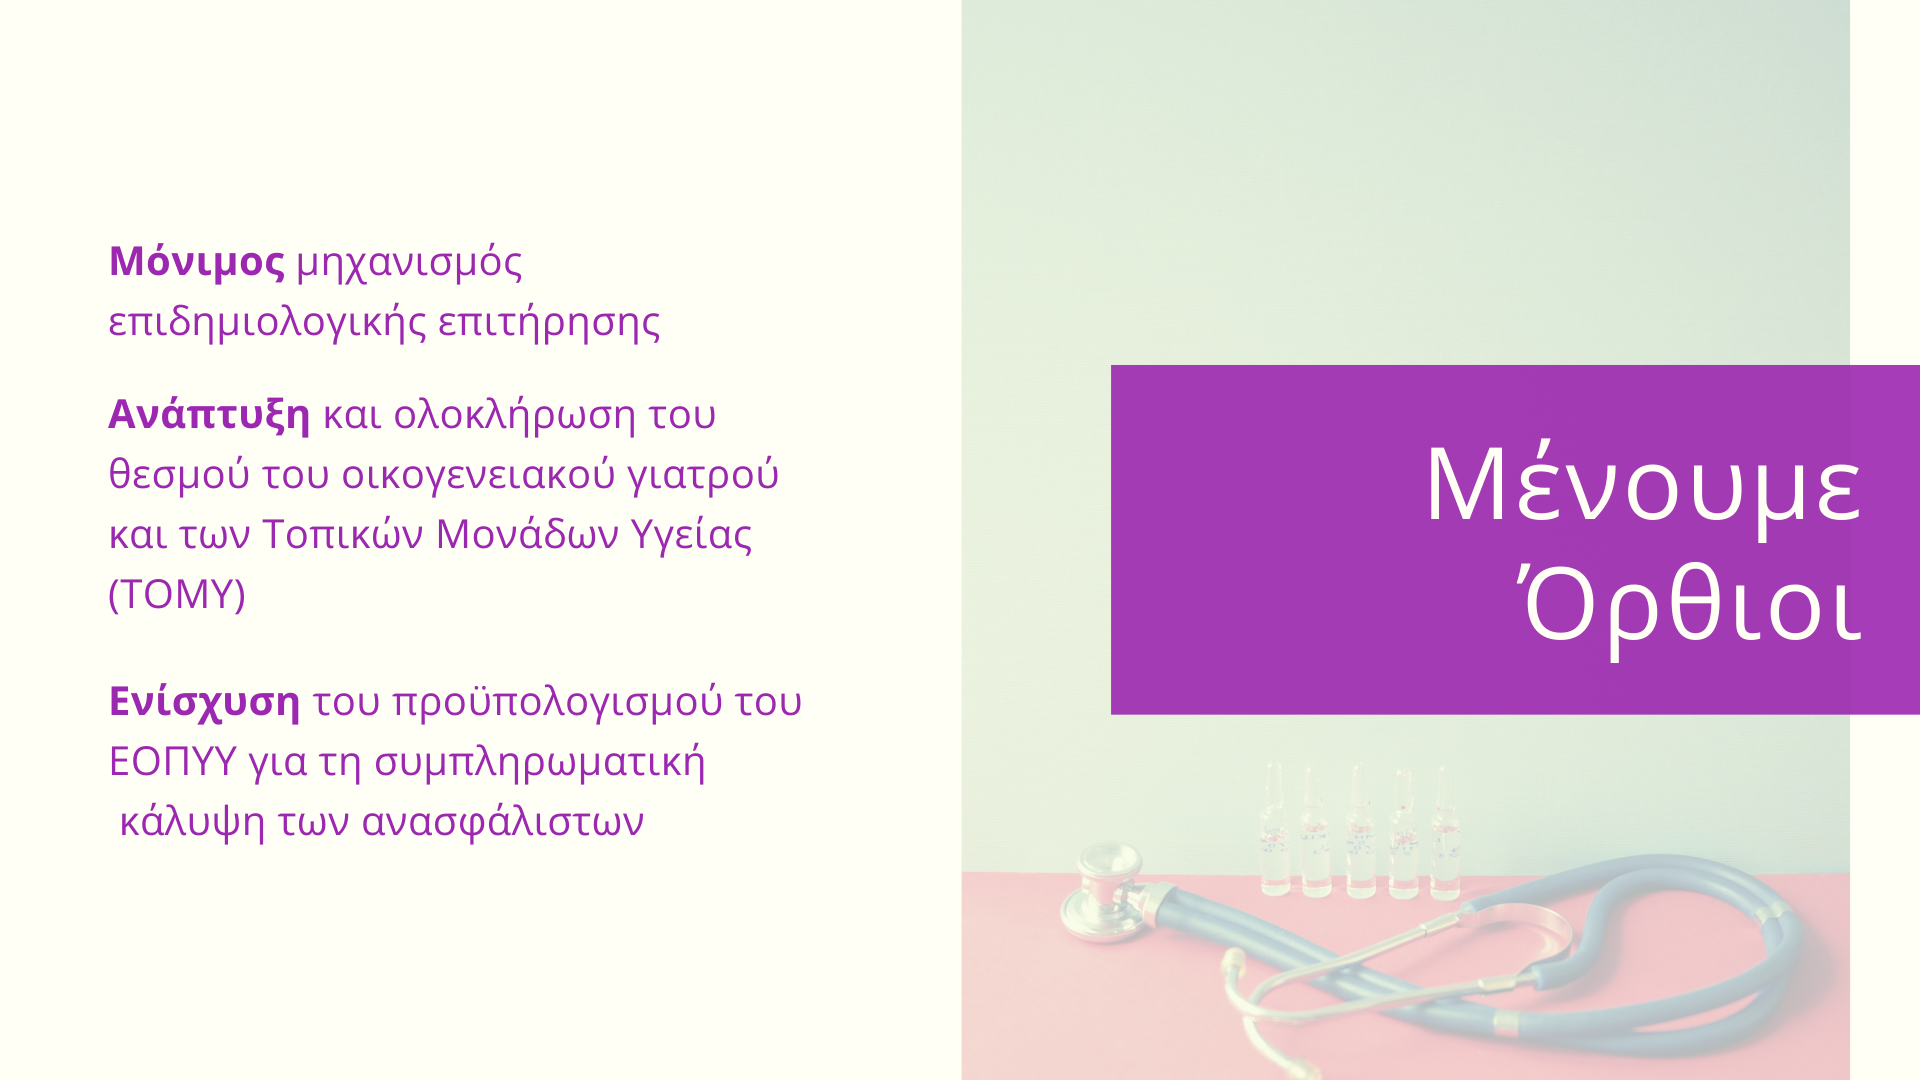 Μόνιμος μηχανισμός
επιδημιολογικής επιτήρησης
Ανάπτυξη και ολοκλήρωση του
θεσμού του οικογενειακού γιατρού
και των Τοπικών Μονάδων Υγείας
(ΤΟΜΥ)
Ενίσχυση του προϋπολογισμού του
ΕΟΠΥΥ για τη συμπληρωματική
κάλυψη των ανασφάλιστων
Μένουμε
Όρθιοι